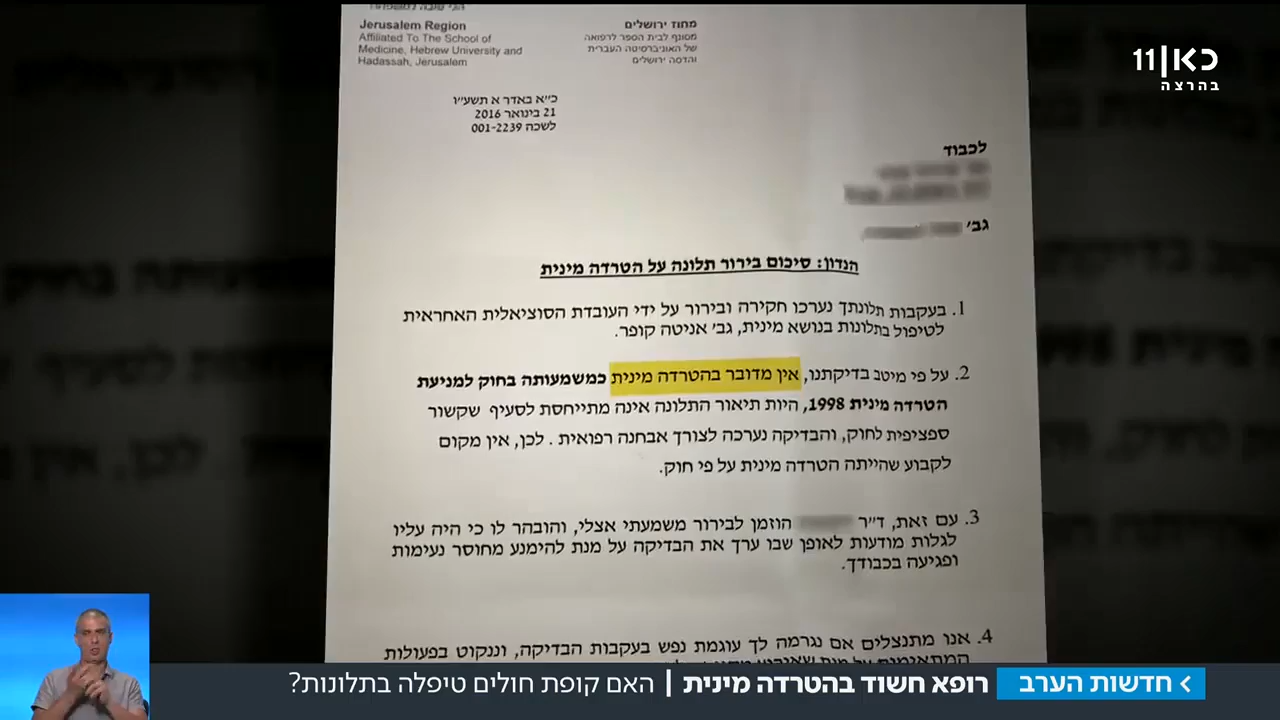 כאן 11
בהרצה
Jerusalem Region
Affiliated To The School of
Medicine, Hebrew University and
Hadassah, Jerusalem
מחוז ירושלים
מסונף לבית הספר לרפואה
של האוניברסיטה העברית
והדסה ירושלים
כ״א באדר א תשע״ו
21 בינואר 2016
לשכה 001-2239
לכבוד
גב׳
הנדון: סיכום בירור תלונה על הטרדה מינית
1. בעקבות תלונתך נערכו חקירה ובירור על ידי העובדת הסוציאלית האחראית
לטיפול בתלונות בנושא מינית, גב׳ אניטה קופר.
2. על פי מיטב בדיקתנו, אין מדובר בהטרדה מינית כמשמעותה בחוק למניעת
הטרדה מינית 1998, היות תיאור התלונה אינה מתייחסת לסעיף שקשור
ספציפית לחוק, והבדיקה נערכה לצורך אבחנה רפואית . לכן, אין מקום
לקבוע שהייתה הטרדה מינית על פי חוק.
3. עם זאת, ד״ר הוזמן לבירור משמעתי אצלי, והובהר לו כי היה עליו
לגלות מודעות לאופן שבו ערך את הבדיקה על מנת להימנע מחוסר נעימות
ופגיעה בכבודך.
4. אנו מתנצלים אם נגרמה לך עוגמת נפש בעקבות הבדיקה, וננקוט בפעולות
חדשות הערב
רופא חשוד בהטרדה מינית | האם קופת חולים טיפלה בתלונות?